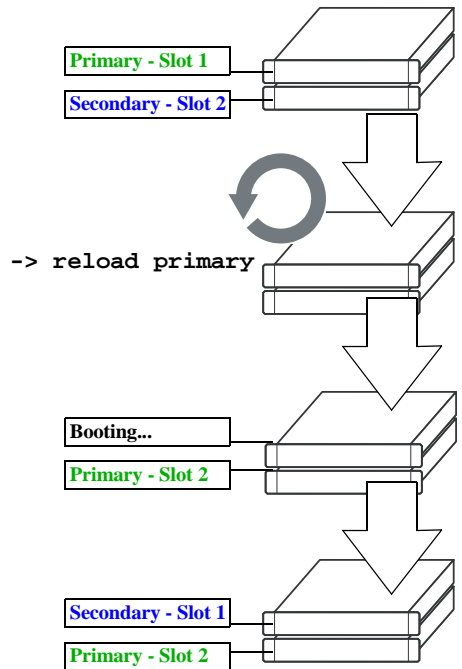 Primary - Slot 1
Secondary - Slot 2
-> reload primary
Booting...
Primary - Slot 2
Secondary - Slot 1
Primary - Slot 2